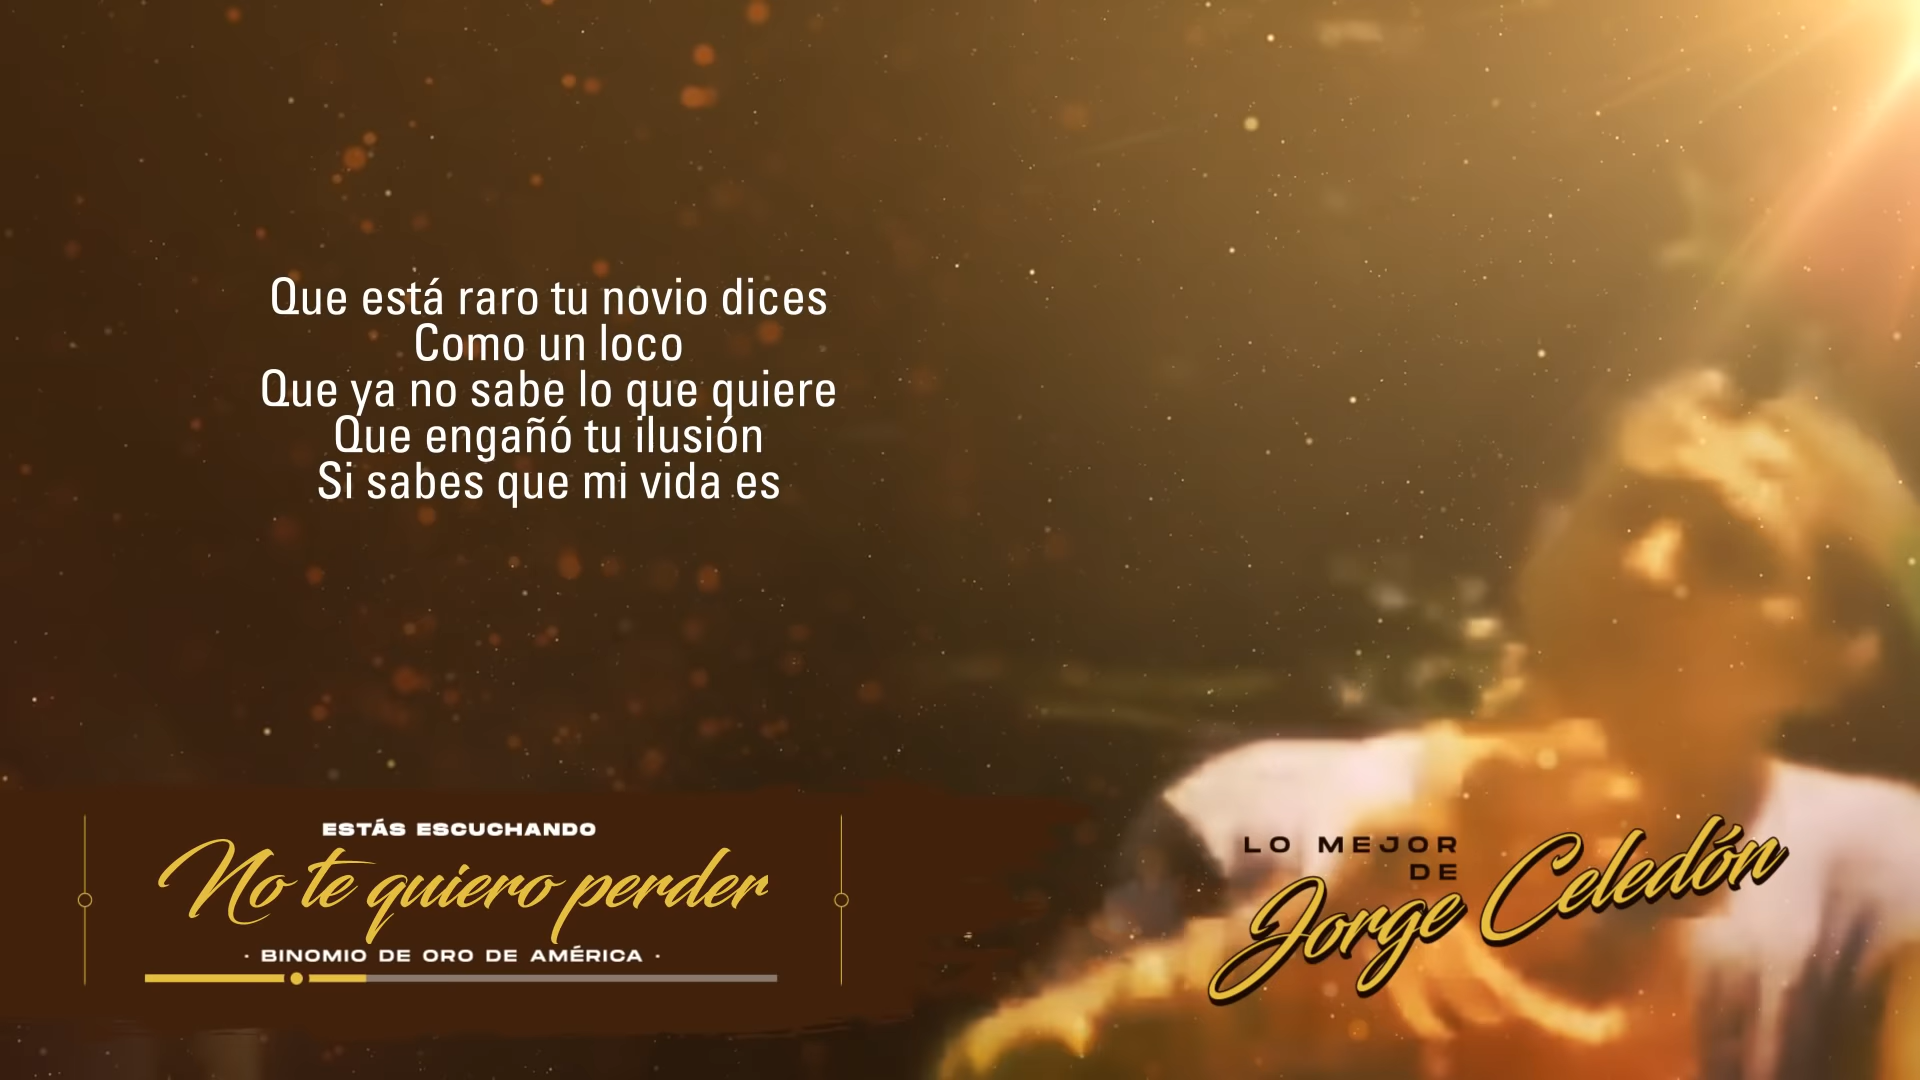 Que está raro tu novio dices
Como un loco
Que ya no sabe lo que quiere
Que engañó tu ilusión
Si sabes que mi vida es
ESTÁS ESCUCHANDO
No te quiero perder
· BINOMIO DE ORO DE AMÉRICA ·
LO MEJOR
DE
Jorge Celedón